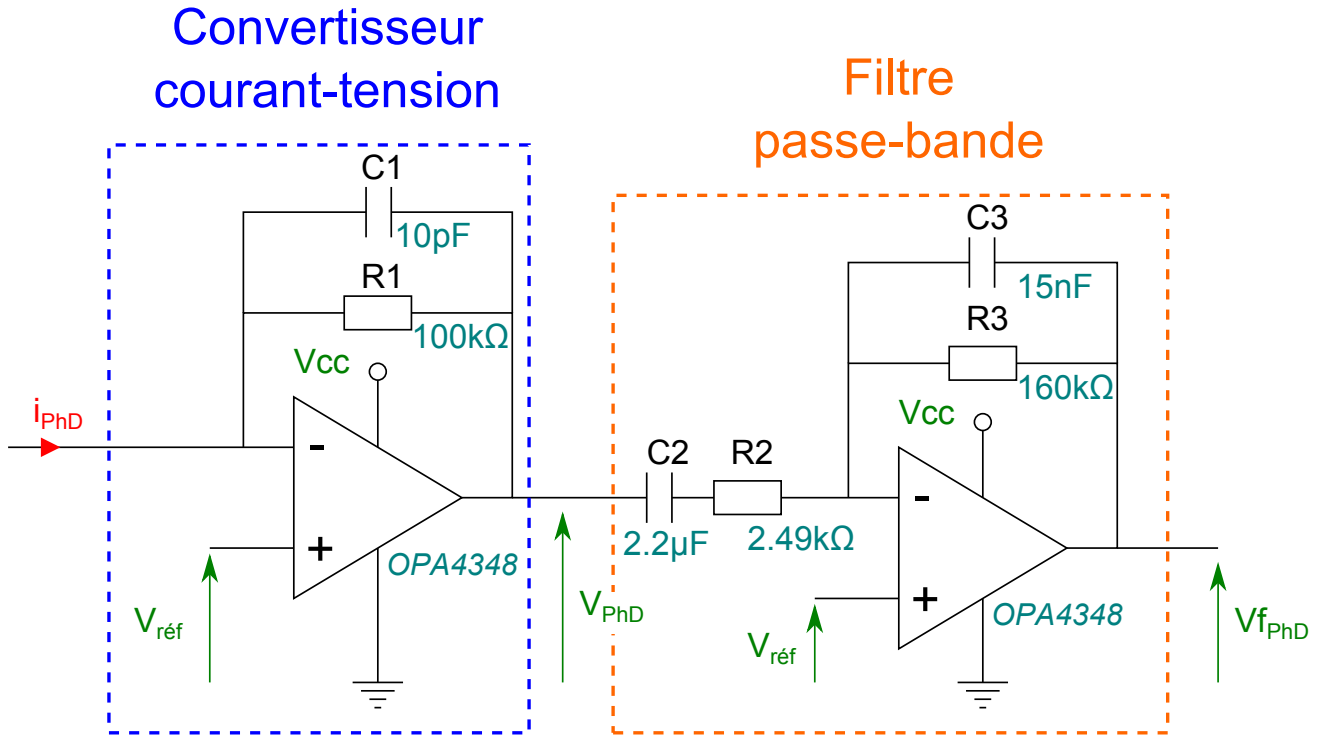 Convertisseur
courant-tension
Filtre
passe-bande
C1
10pF
R1
100kΩ
Vcc
iPhD
-
+
OPA4348
Vréf
VPhD
C2
2.2µF
R2
2.49kΩ
C3
15nF
R3
160kΩ
Vcc
-
+
OPA4348
Vréf
VfPhD